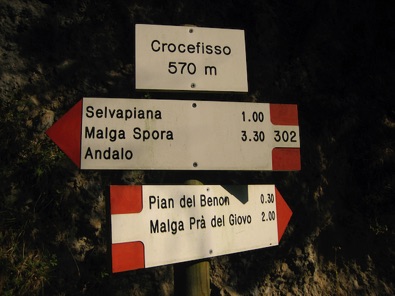 Crocefisso
570 m
Selvapiana 1.00
Malga Spora 3.30 302
Andalo
Pian del Benon 0.30
Malga Prà del Giovo 2.00